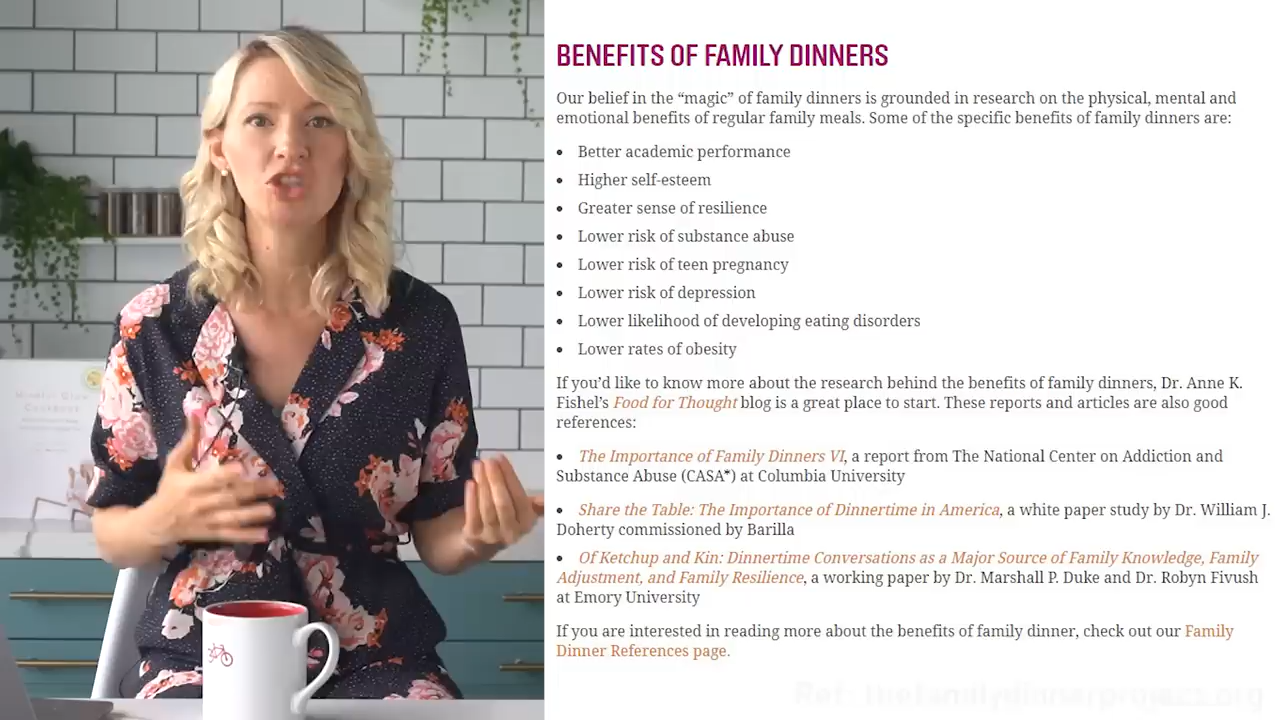 BENEFITS OF FAMILY DINNERS
Our belief in the “magic” of family dinners is grounded in research on the physical, mental and
emotional benefits of regular family meals. Some of the specific benefits of family dinners are:
• Better academic performance
• Higher self-esteem
• Greater sense of resilience
• Lower risk of substance abuse
• Lower risk of teen pregnancy
• Lower risk of depression
• Lower likelihood of developing eating disorders
• Lower rates of obesity
If you’d like to know more about the research behind the benefits of family dinners, Dr. Anne K.
Fishel’s Food for Thought blog is a great place to start. These reports and articles are also good
references:
• The Importance of Family Dinners VI, a report from The National Center on Addiction and
Substance Abuse (CASA*) at Columbia University
• Share the Table: The Importance of Dinnertime in America, a white paper study by Dr. William J.
Doherty commissioned by Barilla
• Of Ketchup and Kin: Dinnertime Conversations as a Major Source of Family Knowledge, Family
Adjustment, and Family Resilience, a working paper by Dr. Marshall P. Duke and Dr. Robyn Fivush
at Emory University
If you are interested in reading more about the benefits of family dinner, check out our Family
Dinner References page.
Ref: thefamilydinnerproject.org
Mindful Glow
Cookbook